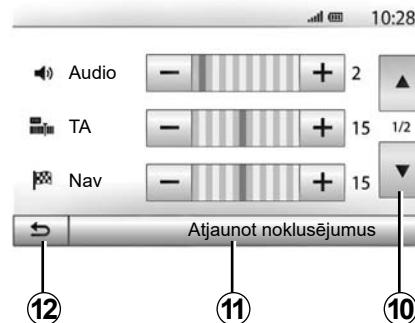 10:28
Audio − + 2 ▲
TA 15 1/2
Nav − + 15 ▼
Atjaunot noklusējumus
12 11 10